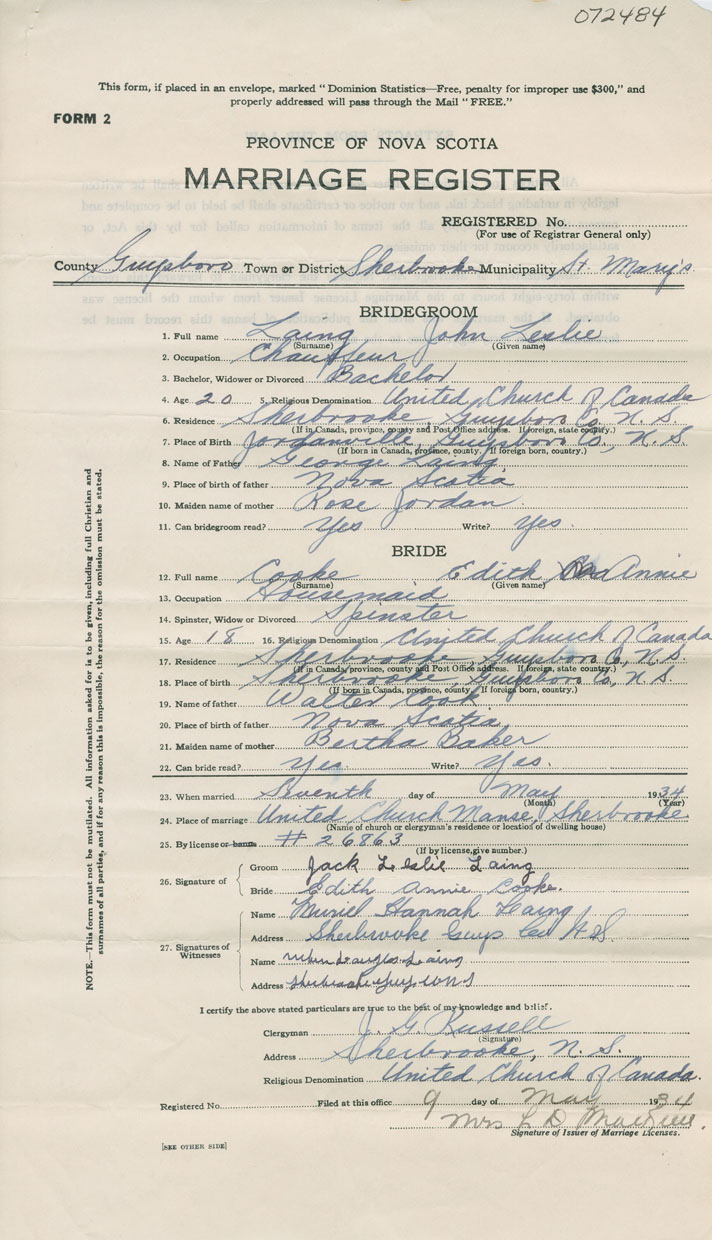 072484
This form, if placed in an envelope, marked "Dominion Statistics—Free, penalty for improper use $300," and
properly addressed will pass through the Mail "FREE."
FORM 2
PROVINCE OF NOVA SCOTIA
MARRIAGE REGISTER
REGISTERED No.
(For use of Registrar General only)
County Guysboro Town or District Sherbrooke Municipality St. Mary's
BRIDEGROOM
1. Full name Laing John Leslie
(Surname) (Given name)
2. Occupation Chauffeur
3. Bachelor, Widower or Divorced Bachelor
4. Age 20 5. Religious Denomination United Church of Canada
6. Residence Sherbrooke Guysboro Co. N. S.
(If in Canada, province, county and Post Office address. If foreign, state country.)
7. Place of Birth Jordanville, Guysboro Co., N. S.
(If born in Canada, province, county. If foreign born, country.)
8. Name of Father George Laing
9. Place of birth of father Nova Scotia
10. Maiden name of mother Rose Jordan
11. Can bridegroom read? Yes Write? Yes.
BRIDE
12. Full name Cooke Edith Annie
(Surname) (Given name)
13. Occupation Housemaid
14. Spinster, Widow or Divorced Spinster
15. Age 18 16. Religious Denomination United Church of Canada
17. Residence Sherbrooke, Guysboro Co., N. S.
(If in Canada, province, county and Post Office address. If foreign, state country.)
18. Place of birth Sherbrooke, Guysboro Co., N. S.
(If born in Canada, province, county. If foreign born, country.)
19. Name of father Walter Cook
20. Place of birth of father Nova Scotia
21. Maiden name of mother Bertha Baker
22. Can bride read? Yes. Write? Yes.
23. When married Seventh day of May 1934
(Month) (Year)
24. Place of marriage United Church Manse, Sherbrooke.
(Name of church or clergyman's residence or location of dwelling house)
25. By license or banns # 26863
(If by license, give number.)
26. Signature of
Groom Jack Leslie Laing
Bride Edith Annie Cooke.
27. Signatures of Witnesses
Name Muriel Hannah Laing
Address Sherbrooke Guys Co N.S.
Name Douglas Laing
Address Sherbrooke Guys Co N S
I certify the above stated particulars are true to the best of my knowledge and belief.
Clergyman J. G. Russell
(Signature)
Address Sherbrooke, N. S.
Religious Denomination United Church of Canada.
Registered No. Filed at this office 9 day of May 1934
Mrs L D
Signature of Issuer of Marriage Licenses.
[SEE OTHER SIDE]
NOTE.—This form must not be mutilated. All information asked for is to be given, including full Christian and
surnames of all parties, and if for any reason this is impossible, the reason for the omission must be stated.